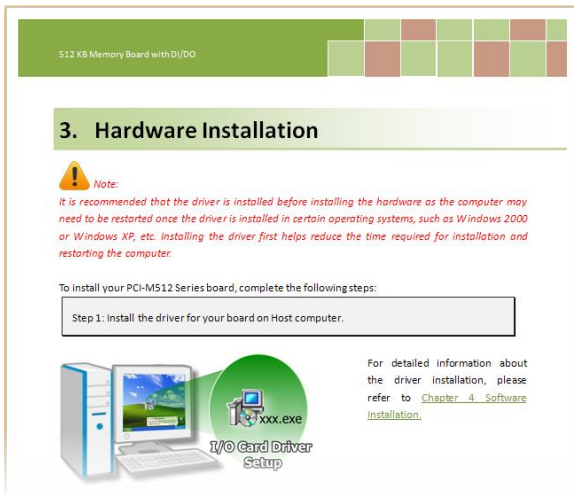 512 KB Memory Board with DI/DO
3. Hardware Installation
Note:
It is recommended that the driver is installed before installing the hardware as the computer may
need to be restarted once the driver is installed in certain operating systems, such as Windows 2000
or Windows XP, etc. Installing the driver first helps reduce the time required for installation and
restarting the computer.
To install your PCI-M512 Series board, complete the following steps:
Step 1: Install the driver for your board on Host computer.
For detailed information about
the driver installation, please
refer to Chapter 4 Software
Installation.
xxx.exe
I/O Card Driver
Setup